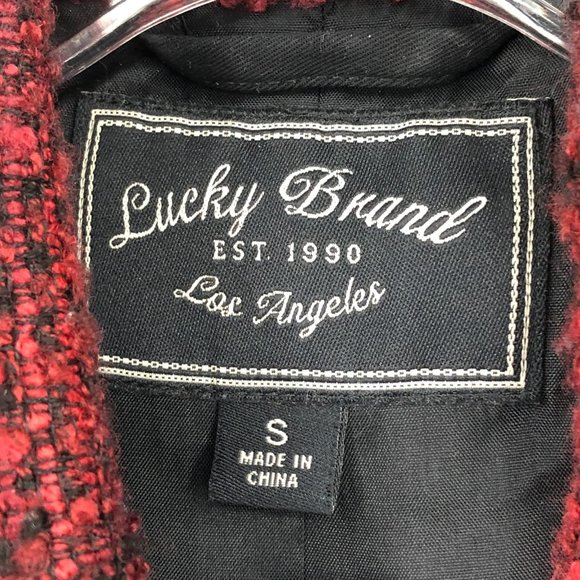 Lucky Brand
EST. 1990
Los Angeles
S
MADE IN
CHINA